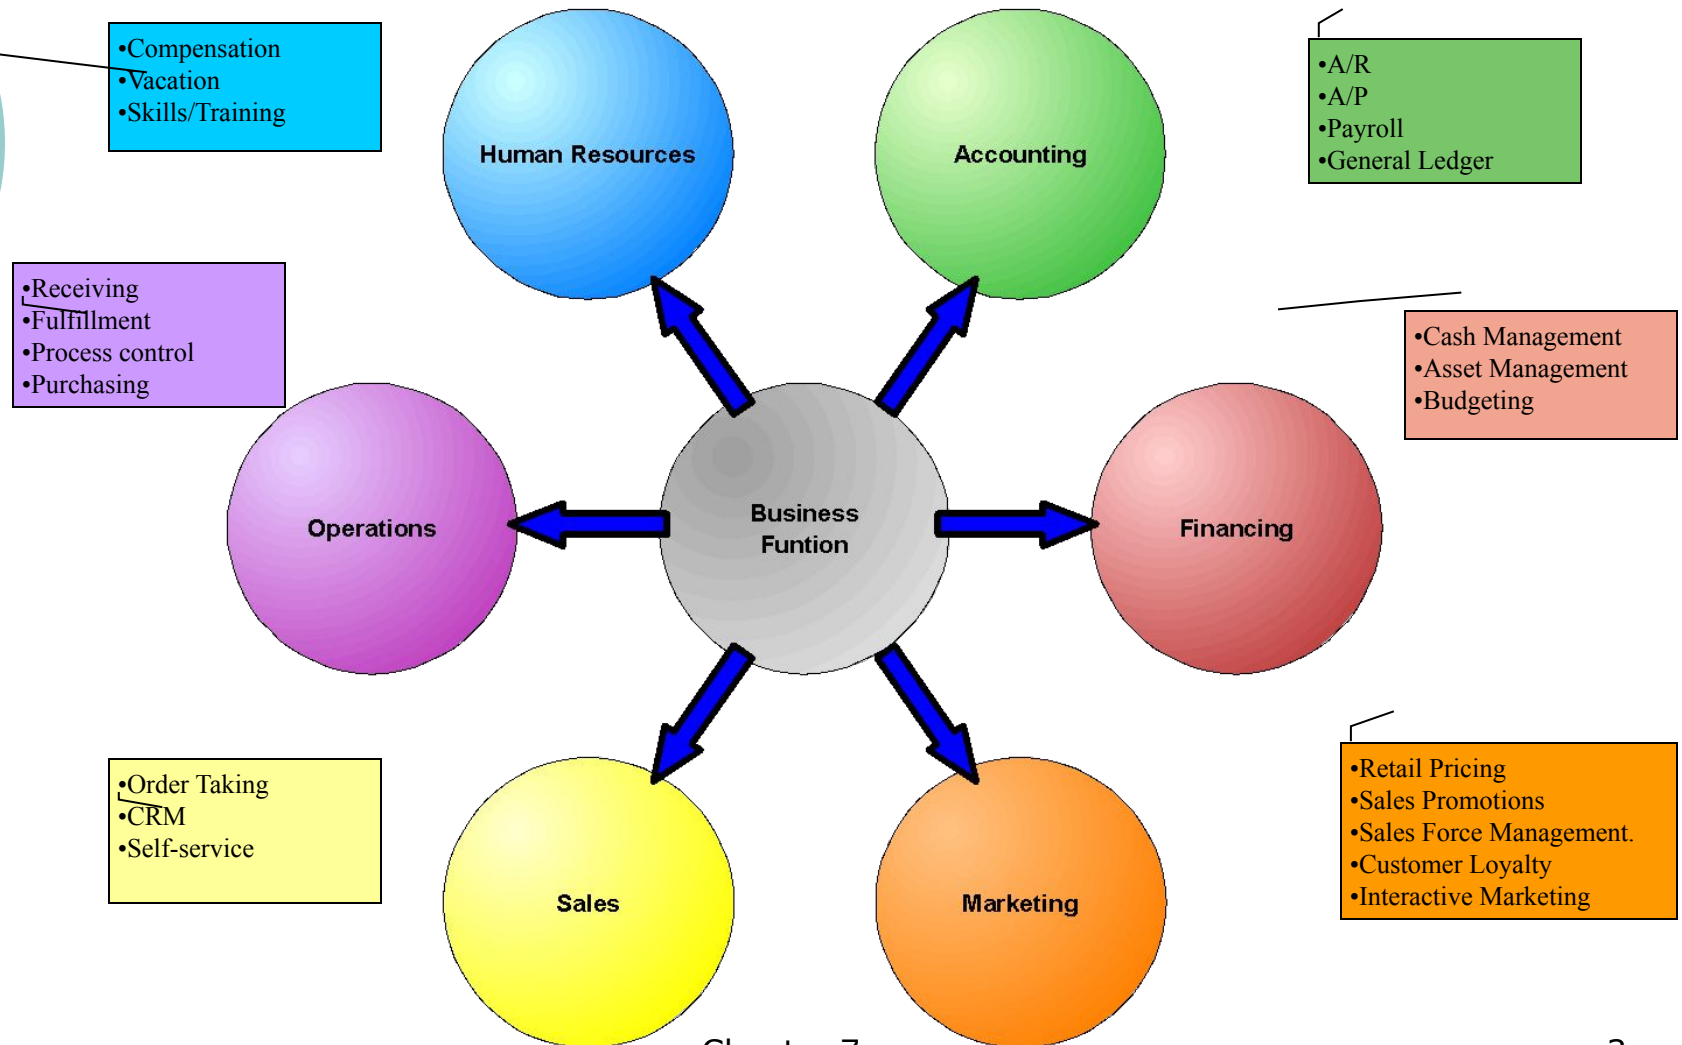 •Compensation
•Vacation
•Skills/Training
Human Resources
Accounting
•A/R
•A/P
•Payroll
•General Ledger
•Receiving
•Fulfillment
•Process control
•Purchasing
•Cash Management
•Asset Management
•Budgeting
Operations
Business
Funtion
Financing
•Order Taking
•CRM
•Self-service
Sales
Marketing
•Retail Pricing
•Sales Promotions
•Sales Force Management.
•Customer Loyalty
•Interactive Marketing
Chapter 7